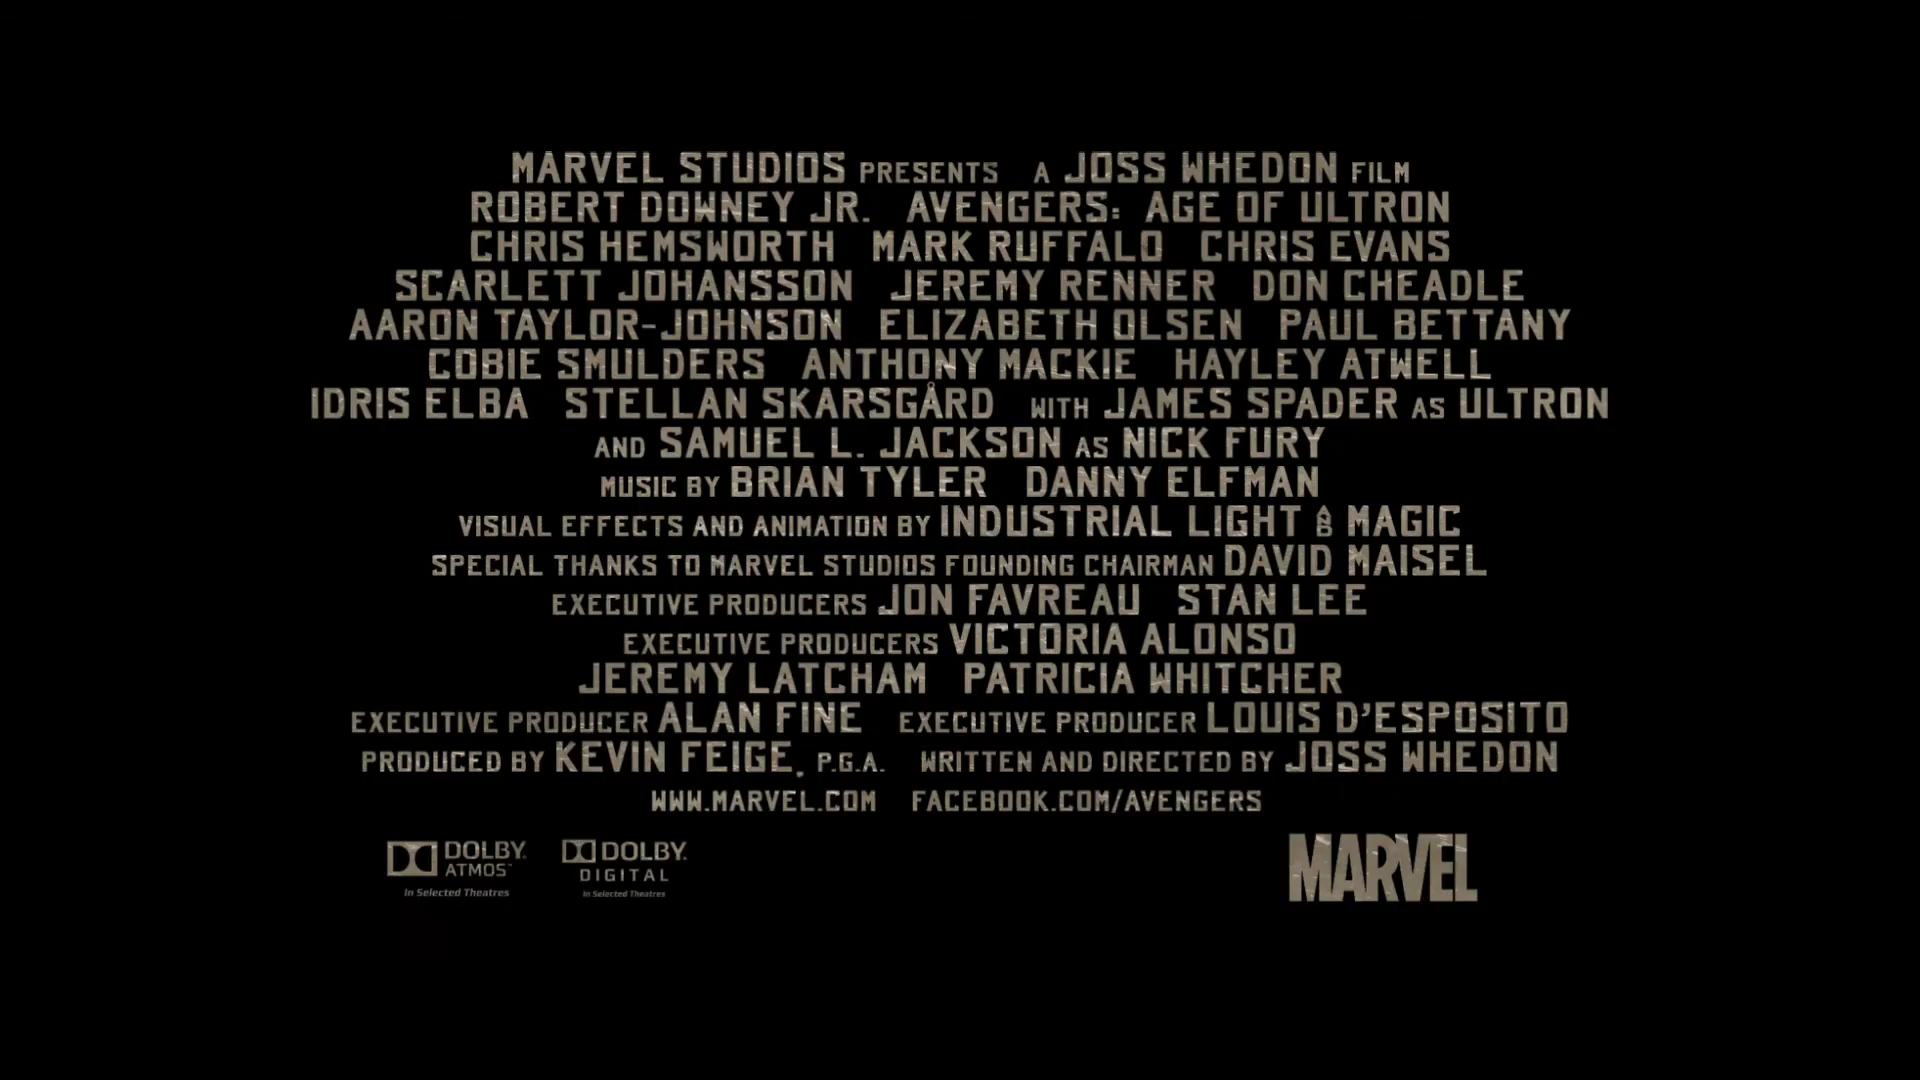 MARVEL STUDIOS PRESENTS A JOSS WHEDON FILM
ROBERT DOWNEY JR. AVENGERS: AGE OF ULTRON
CHRIS HEMSWORTH MARK RUFFALO CHRIS EVANS
SCARLETT JOHANSSON JEREMY RENNER DON CHEADLE
AARON TAYLOR-JOHNSON ELIZABETH OLSEN PAUL BETTANY
COBIE SMULDERS ANTHONY MACKIE HAYLEY ATWELL
IDRIS ELBA STELLAN SKARSGÅRD WITH JAMES SPADER AS ULTRON
AND SAMUEL L. JACKSON AS NICK FURY
MUSIC BY BRIAN TYLER DANNY ELFMAN
VISUAL EFFECTS AND ANIMATION BY INDUSTRIAL LIGHT AND MAGIC
SPECIAL THANKS TO MARVEL STUDIOS FOUNDING CHAIRMAN DAVID MAISEL
EXECUTIVE PRODUCERS JON FAVREAU STAN LEE
EXECUTIVE PRODUCERS VICTORIA ALONSO
JEREMY LATCHAM PATRICIA WHITCHER
EXECUTIVE PRODUCER ALAN FINE EXECUTIVE PRODUCER LOUIS D'ESPOSITO
PRODUCED BY KEVIN FEIGE, P.G.A. WRITTEN AND DIRECTED BY JOSS WHEDON
WWW.MARVEL.COM FACEBOOK.COM/AVENGERS
DOLBY ATMOS™
In Selected Theatres
DOLBY DIGITAL
In Selected Theatres
MARVEL